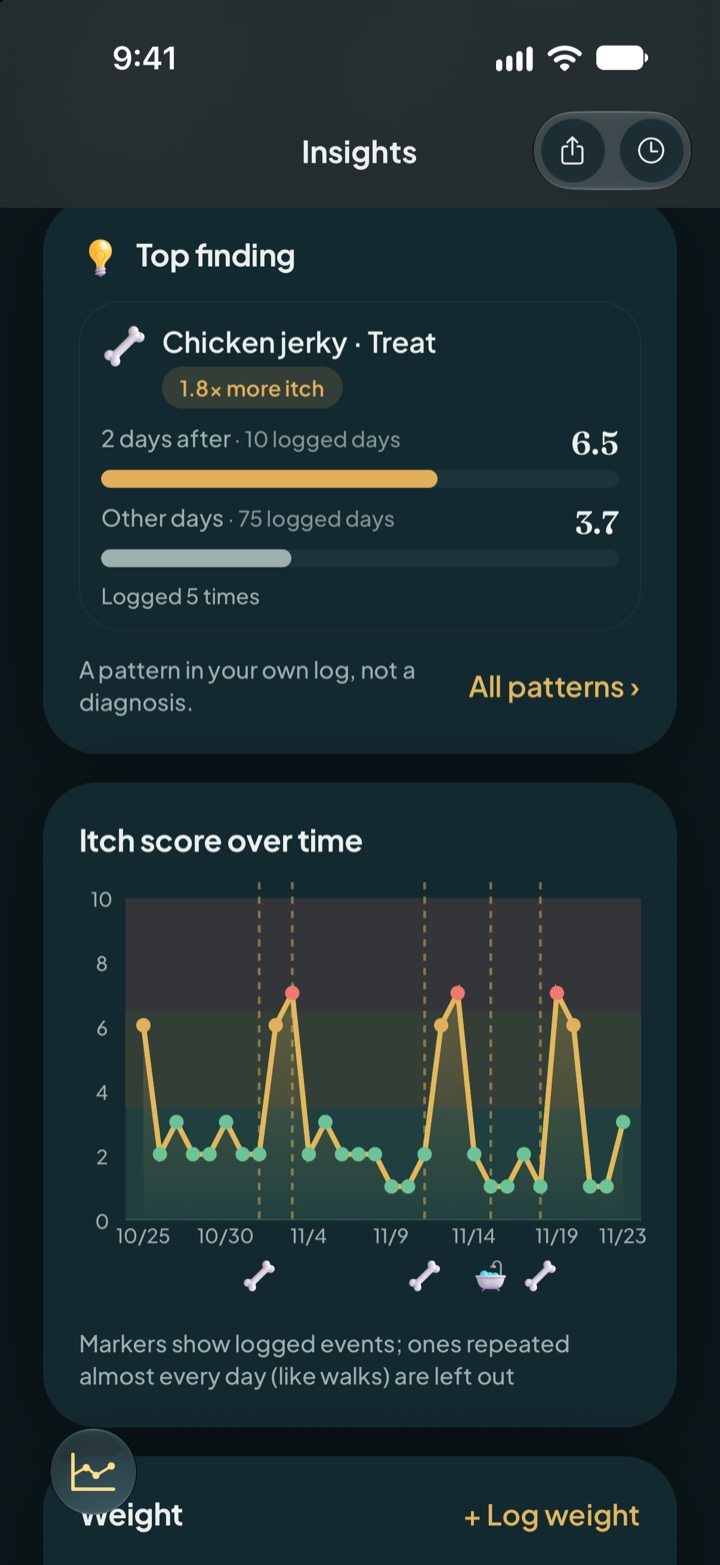 9:41
Insights
Top finding
Chicken jerky · Treat
1.8× more itch
2 days after · 10 logged days
6.5
Other days · 75 logged days
3.7
Logged 5 times
A pattern in your own log, not a
diagnosis.
All patterns ›
Itch score over time
10
8
6
4
2
0
10/25 10/30 11/4 11/9 11/14 11/19 11/23
Markers show logged events; ones repeated
almost every day (like walks) are left out
Weight
+ Log weight